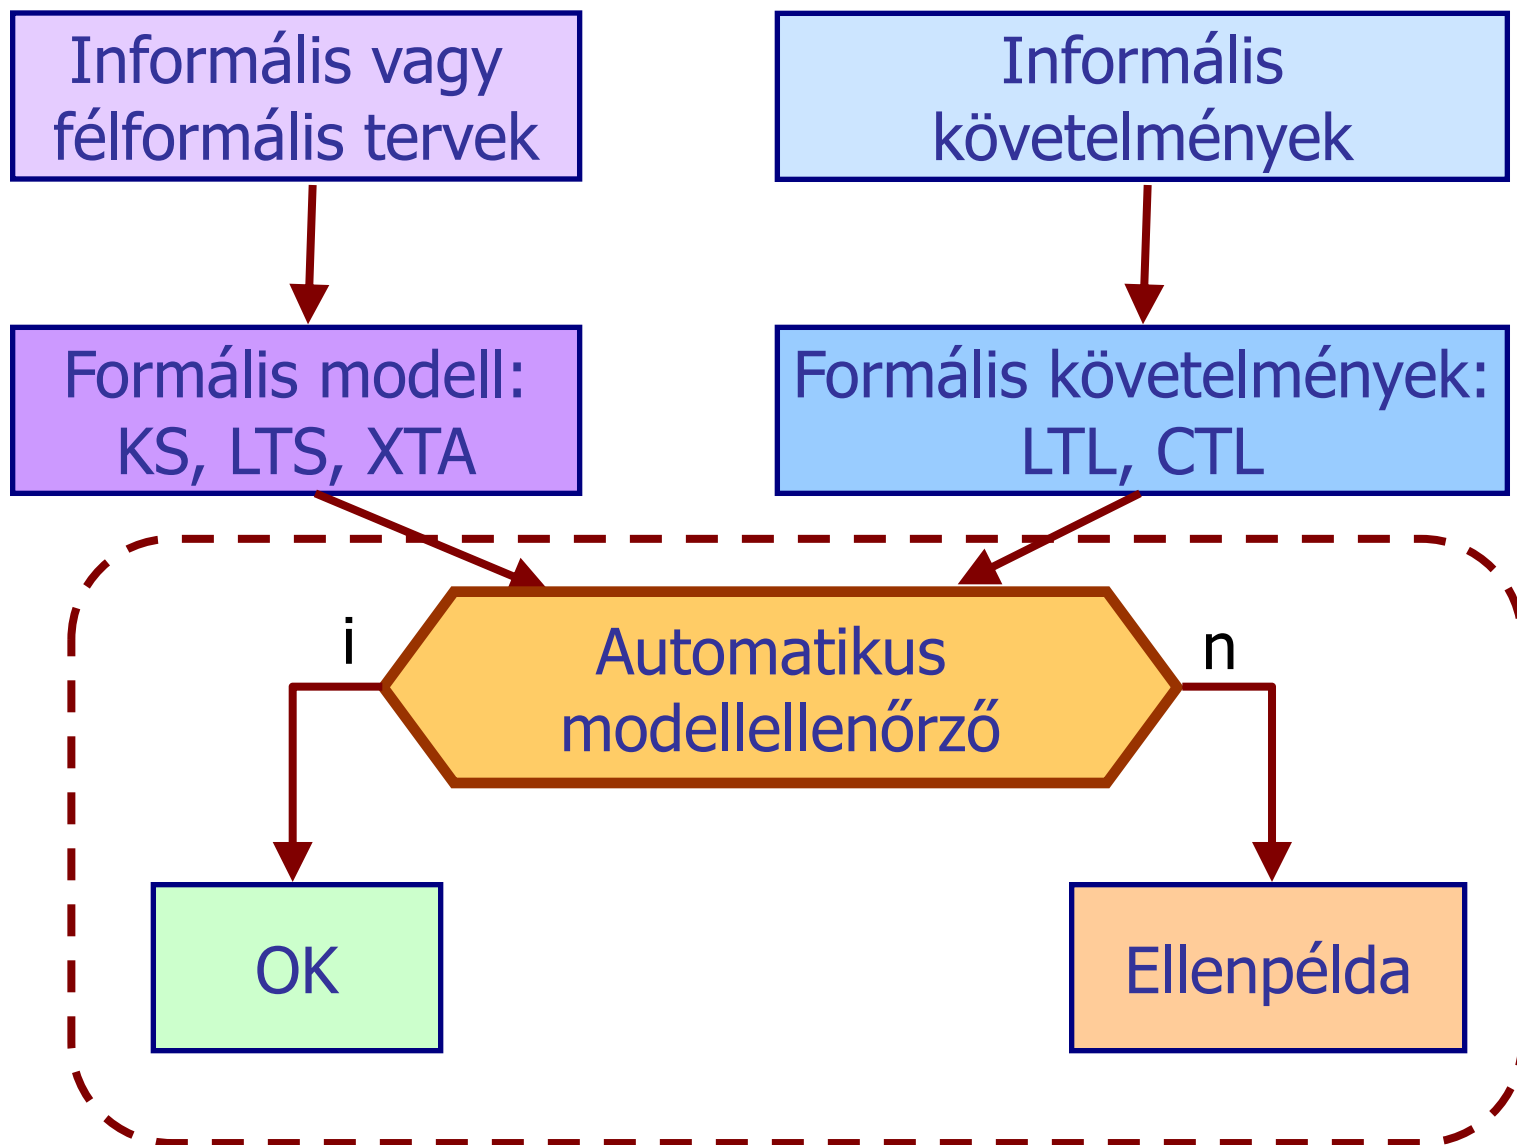 Informális vagy
félformális tervek
Informális
követelmények
Formális modell:
KS, LTS, XTA
Formális követelmények:
LTL, CTL
i
Automatikus
modellellenőrző
n
OK
Ellenpélda